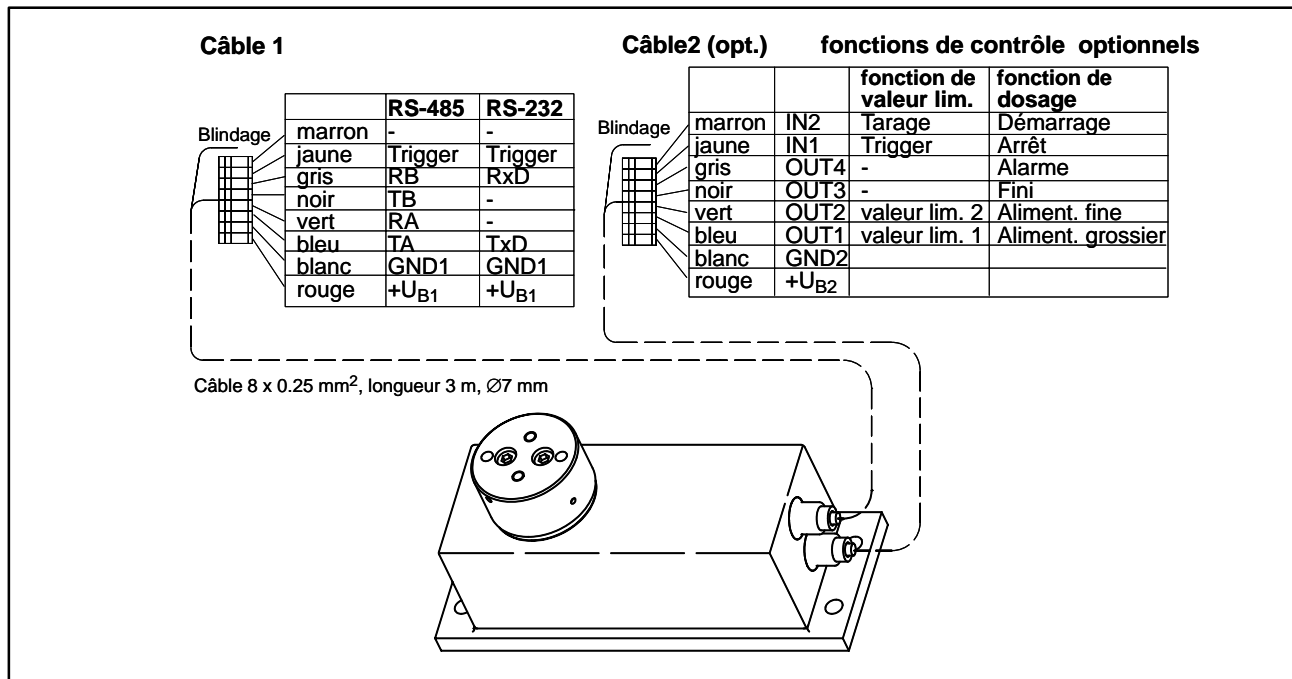 Câble 1
RS-485 RS-232
Blindage
marron - -
jaune Trigger Trigger
gris RB RxD
noir TB -
vert RA -
bleu TA TxD
blanc GND1 GND1
rouge +UB1 +UB1
Câble2 (opt.) fonctions de contrôle optionnels
fonction de valeur lim. fonction de dosage
Blindage
marron IN2 Tarage Démarrage
jaune IN1 Trigger Arrêt
gris OUT4 - Alarme
noir OUT3 - Fini
vert OUT2 valeur lim. 2 Aliment. fine
bleu OUT1 valeur lim. 1 Aliment. grossier
blanc GND2
rouge +UB2
Câble 8 x 0.25 mm², longueur 3 m, ∅7 mm